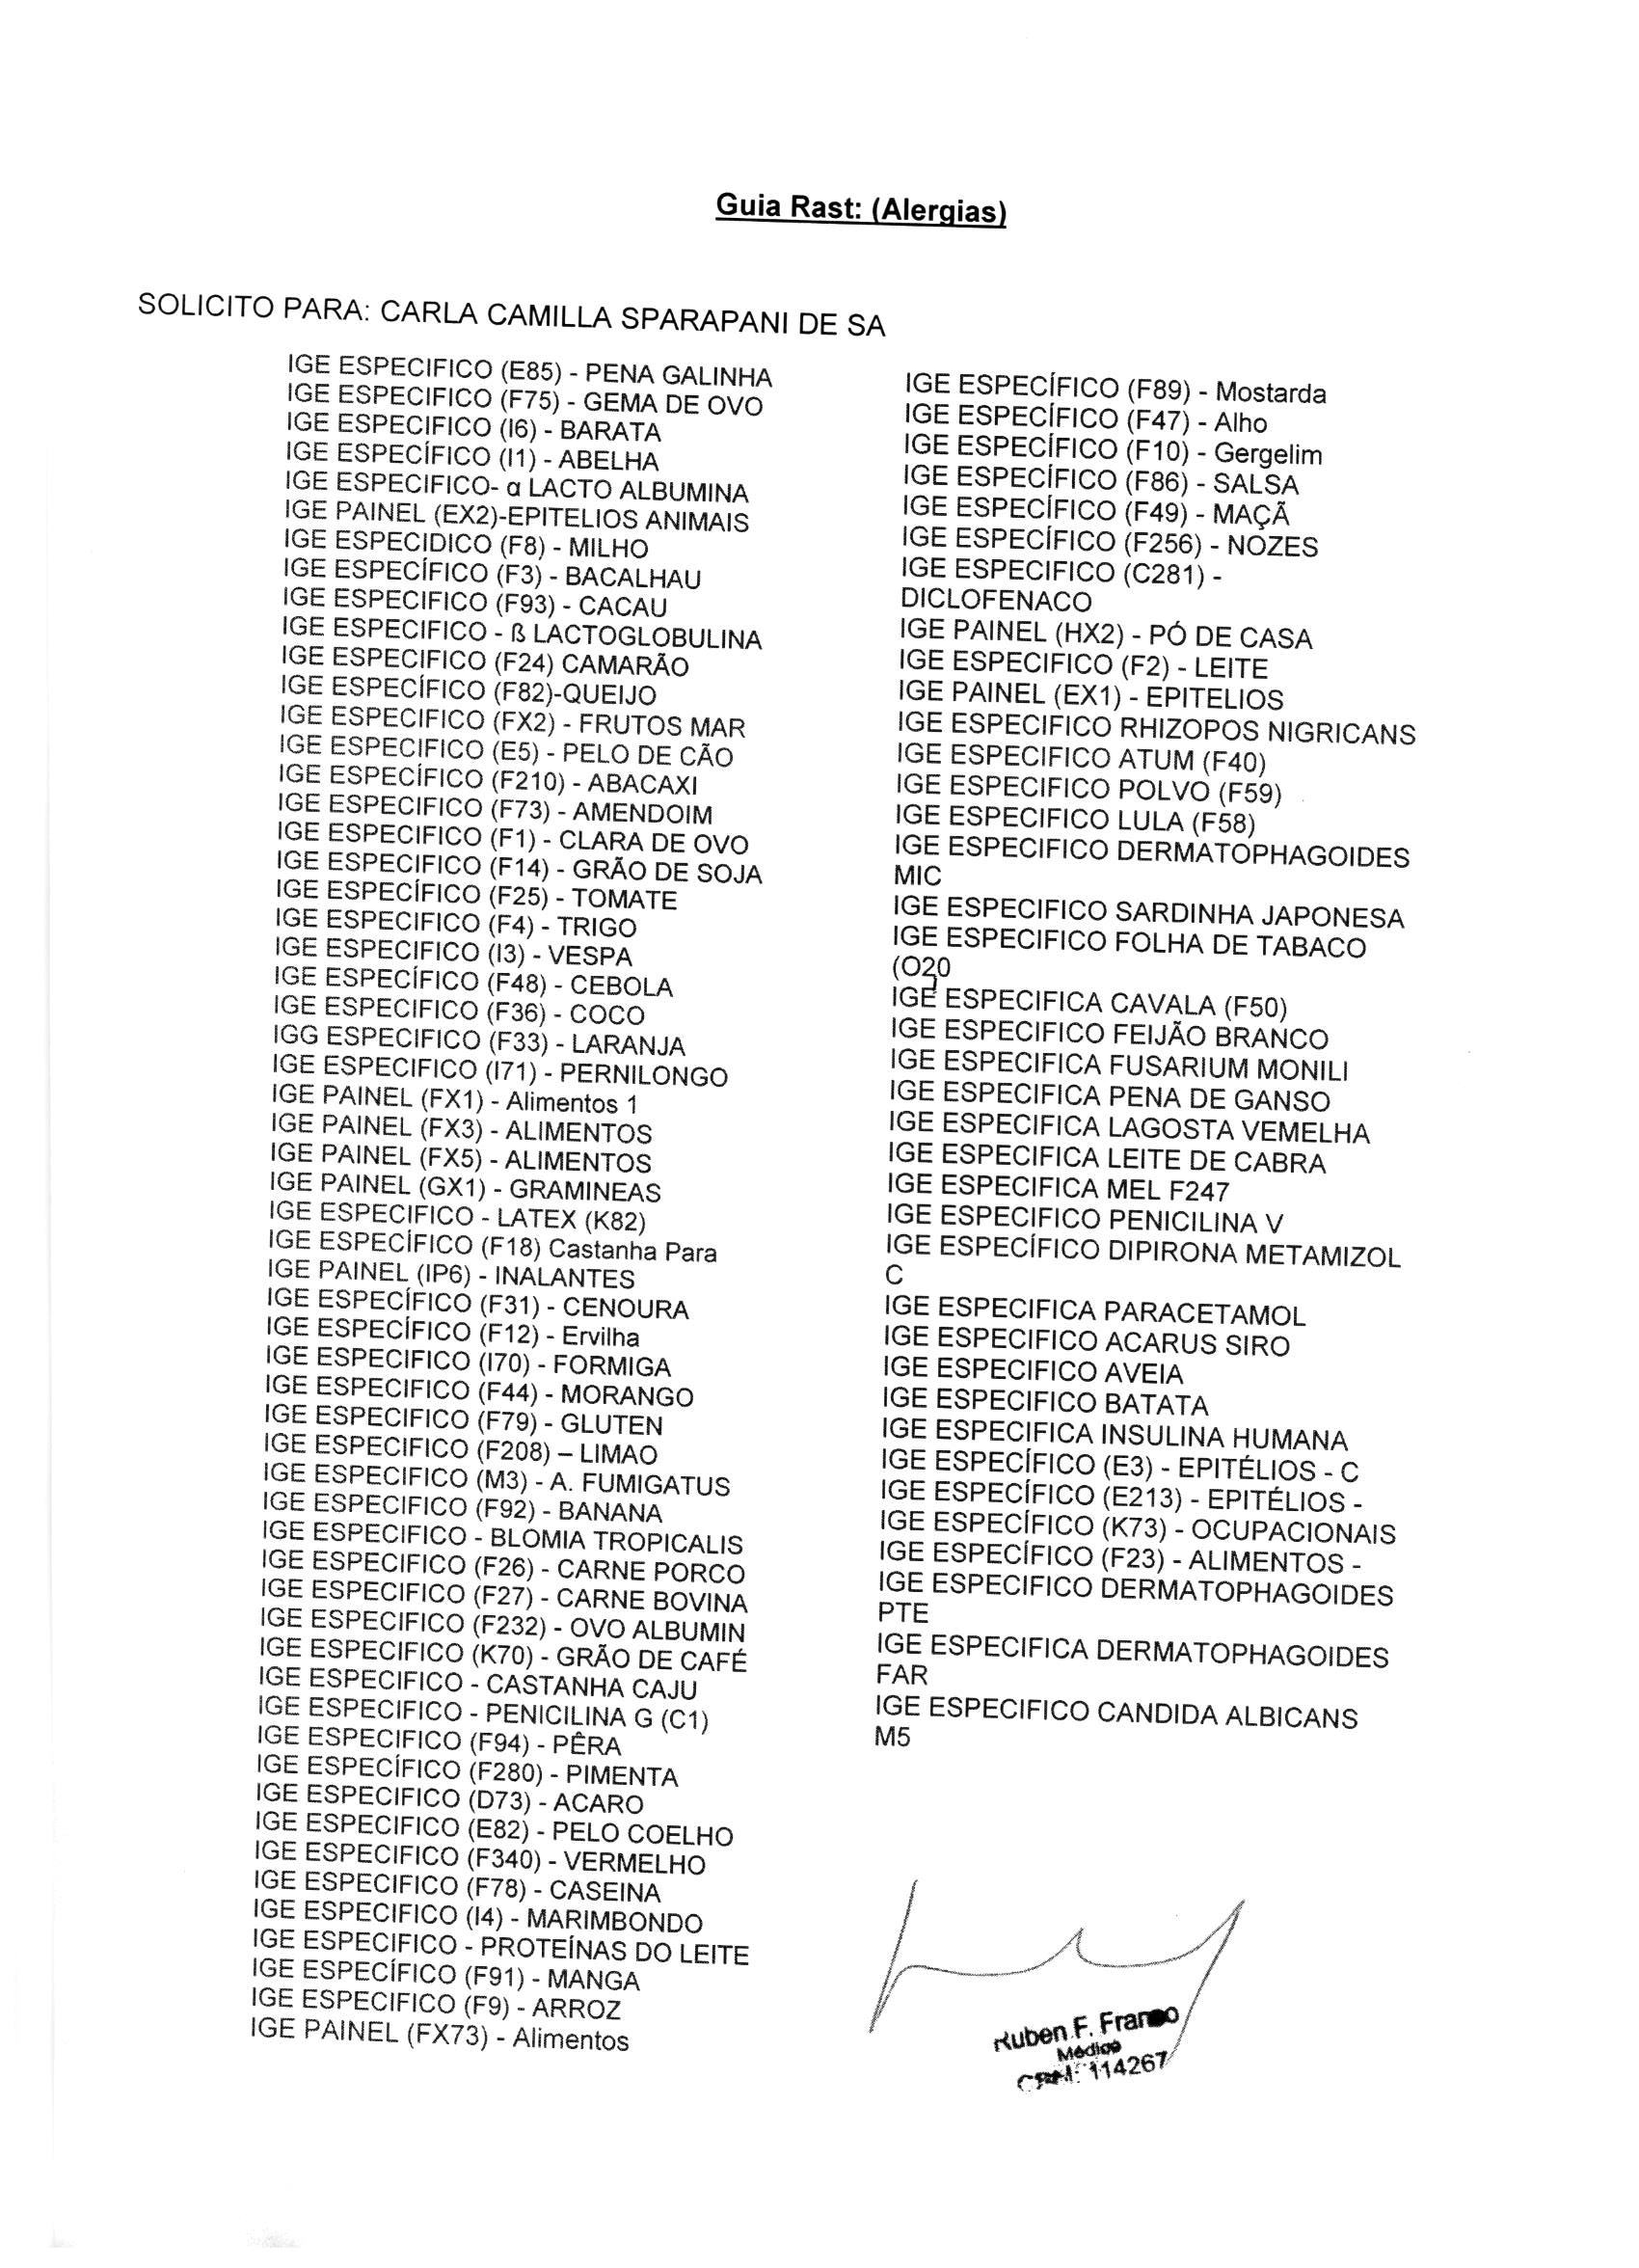 Guia Rast: (Alergias)
SOLICITO PARA: CARLA CAMILLA SPARAPANI DE SA
IGE ESPECIFICO (E85) - PENA GALINHA
IGE ESPECIFICO (F75) - GEMA DE OVO
IGE ESPECIFICO (I6) - BARATA
IGE ESPECÍFICO (I1) - ABELHA
IGE ESPECIFICO- α LACTO ALBUMINA
IGE PAINEL (EX2)-EPITELIOS ANIMAIS
IGE ESPECIDICO (F8) - MILHO
IGE ESPECÍFICO (F3) - BACALHAU
IGE ESPECIFICO (F93) - CACAU
IGE ESPECIFICO - ß LACTOGLOBULINA
IGE ESPECIFICO (F24) CAMARÃO
IGE ESPECÍFICO (F82)-QUEIJO
IGE ESPECIFICO (FX2) - FRUTOS MAR
IGE ESPECIFICO (E5) - PELO DE CÃO
IGE ESPECÍFICO (F210) - ABACAXI
IGE ESPECIFICO (F73) - AMENDOIM
IGE ESPECIFICO (F1) - CLARA DE OVO
IGE ESPECIFICO (F14) - GRÃO DE SOJA
IGE ESPECÍFICO (F25) - TOMATE
IGE ESPECIFICO (F4) - TRIGO
IGE ESPECIFICO (I3) - VESPA
IGE ESPECÍFICO (F48) - CEBOLA
IGE ESPECIFICO (F36) - COCO
IGG ESPECIFICO (F33) - LARANJA
IGE ESPECIFICO (I71) - PERNILONGO
IGE PAINEL (FX1) - Alimentos 1
IGE PAINEL (FX3) - ALIMENTOS
IGE PAINEL (FX5) - ALIMENTOS
IGE PAINEL (GX1) - GRAMINEAS
IGE ESPECIFICO - LATEX (K82)
IGE ESPECÍFICO (F18) Castanha Para
IGE PAINEL (IP6) - INALANTES
IGE ESPECÍFICO (F31) - CENOURA
IGE ESPECÍFICO (F12) - Ervilha
IGE ESPECIFICO (I70) - FORMIGA
IGE ESPECIFICO (F44) - MORANGO
IGE ESPECIFICO (F79) - GLUTEN
IGE ESPECIFICO (F208) – LIMAO
IGE ESPECIFICO (M3) - A. FUMIGATUS
IGE ESPECIFICO (F92) - BANANA
IGE ESPECIFICO - BLOMIA TROPICALIS
IGE ESPECIFICO (F26) - CARNE PORCO
IGE ESPECIFICO (F27) - CARNE BOVINA
IGE ESPECIFICO (F232) - OVO ALBUMIN
IGE ESPECIFICO (K70) - GRÃO DE CAFÉ
IGE ESPECIFICO - CASTANHA CAJU
IGE ESPECIFICO - PENICILINA G (C1)
IGE ESPECIFICO (F94) - PÊRA
IGE ESPECÍFICO (F280) - PIMENTA
IGE ESPECIFICO (D73) - ACARO
IGE ESPECIFICO (E82) - PELO COELHO
IGE ESPECIFICO (F340) - VERMELHO
IGE ESPECIFICO (F78) - CASEINA
IGE ESPECIFICO (I4) - MARIMBONDO
IGE ESPECIFICO - PROTEÍNAS DO LEITE
IGE ESPECÍFICO (F91) - MANGA
IGE ESPECIFICO (F9) - ARROZ
IGE PAINEL (FX73) - Alimentos
IGE ESPECÍFICO (F89) - Mostarda
IGE ESPECÍFICO (F47) - Alho
IGE ESPECÍFICO (F10) - Gergelim
IGE ESPECÍFICO (F86) - SALSA
IGE ESPECÍFICO (F49) - MAÇÃ
IGE ESPECÍFICO (F256) - NOZES
IGE ESPECIFICO (C281) -
DICLOFENACO
IGE PAINEL (HX2) - PÓ DE CASA
IGE ESPECIFICO (F2) - LEITE
IGE PAINEL (EX1) - EPITELIOS
IGE ESPECIFICO RHIZOPOS NIGRICANS
IGE ESPECIFICO ATUM (F40)
IGE ESPECIFICO POLVO (F59)
IGE ESPECIFICO LULA (F58)
IGE ESPECIFICO DERMATOPHAGOIDES
MIC
IGE ESPECIFICO SARDINHA JAPONESA
IGE ESPECIFICO FOLHA DE TABACO
(O20
IGE ESPECIFICA CAVALA (F50)
IGE ESPECIFICO FEIJÃO BRANCO
IGE ESPECIFICA FUSARIUM MONILI
IGE ESPECIFICA PENA DE GANSO
IGE ESPECIFICA LAGOSTA VEMELHA
IGE ESPECIFICA LEITE DE CABRA
IGE ESPECIFICA MEL F247
IGE ESPECIFICO PENICILINA V
IGE ESPECÍFICO DIPIRONA METAMIZOL
C
IGE ESPECIFICA PARACETAMOL
IGE ESPECIFICO ACARUS SIRO
IGE ESPECIFICO AVEIA
IGE ESPECIFICO BATATA
IGE ESPECIFICA INSULINA HUMANA
IGE ESPECÍFICO (E3) - EPITÉLIOS - C
IGE ESPECÍFICO (E213) - EPITÉLIOS -
IGE ESPECÍFICO (K73) - OCUPACIONAIS
IGE ESPECÍFICO (F23) - ALIMENTOS -
IGE ESPECIFICO DERMATOPHAGOIDES
PTE
IGE ESPECIFICA DERMATOPHAGOIDES
FAR
IGE ESPECIFICO CANDIDA ALBICANS
M5
Ruben F. Franco
Médico
CRM: 114267